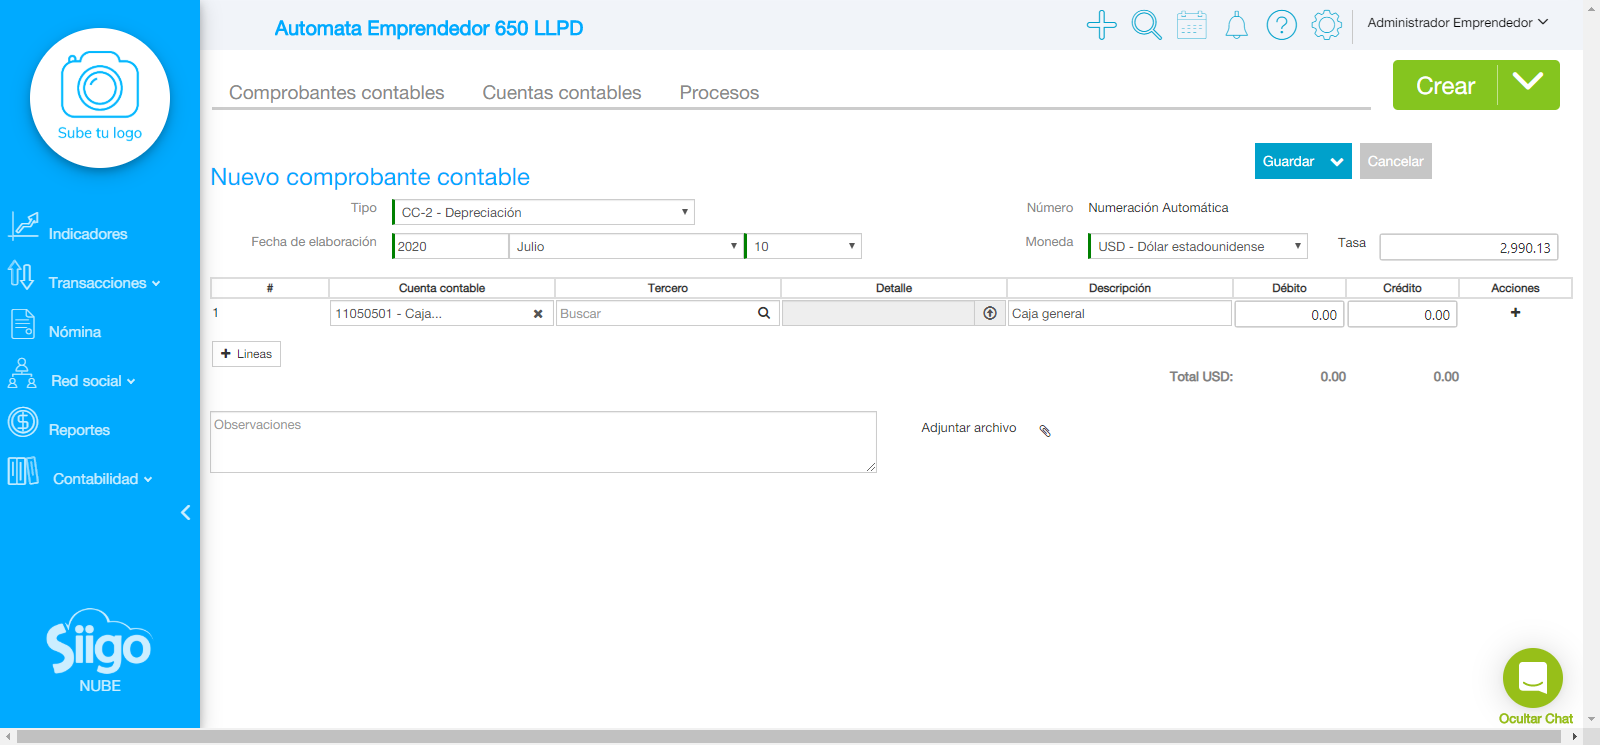 Automata Emprendedor 650 LLPD
Administrador Emprendedor
Sube tu logo
Comprobantes contables Cuentas contables Procesos
Crear
Guardar Cancelar
Nuevo comprobante contable
Tipo CC-2 - Depreciación Número Numeración Automática
Fecha de elaboración 2020 Julio 10 Moneda USD - Dólar estadounidense Tasa 2,990.13
# Cuenta contable Tercero Detalle Descripción Débito Crédito Acciones
1 11050501 - Caja... Buscar Caja general 0.00 0.00
Lineas
Total USD: 0.00 0.00
Observaciones
Adjuntar archivo
Indicadores
Transacciones
Nómina
Red social
Reportes
Contabilidad
Siigo
NUBE
Ocultar Chat